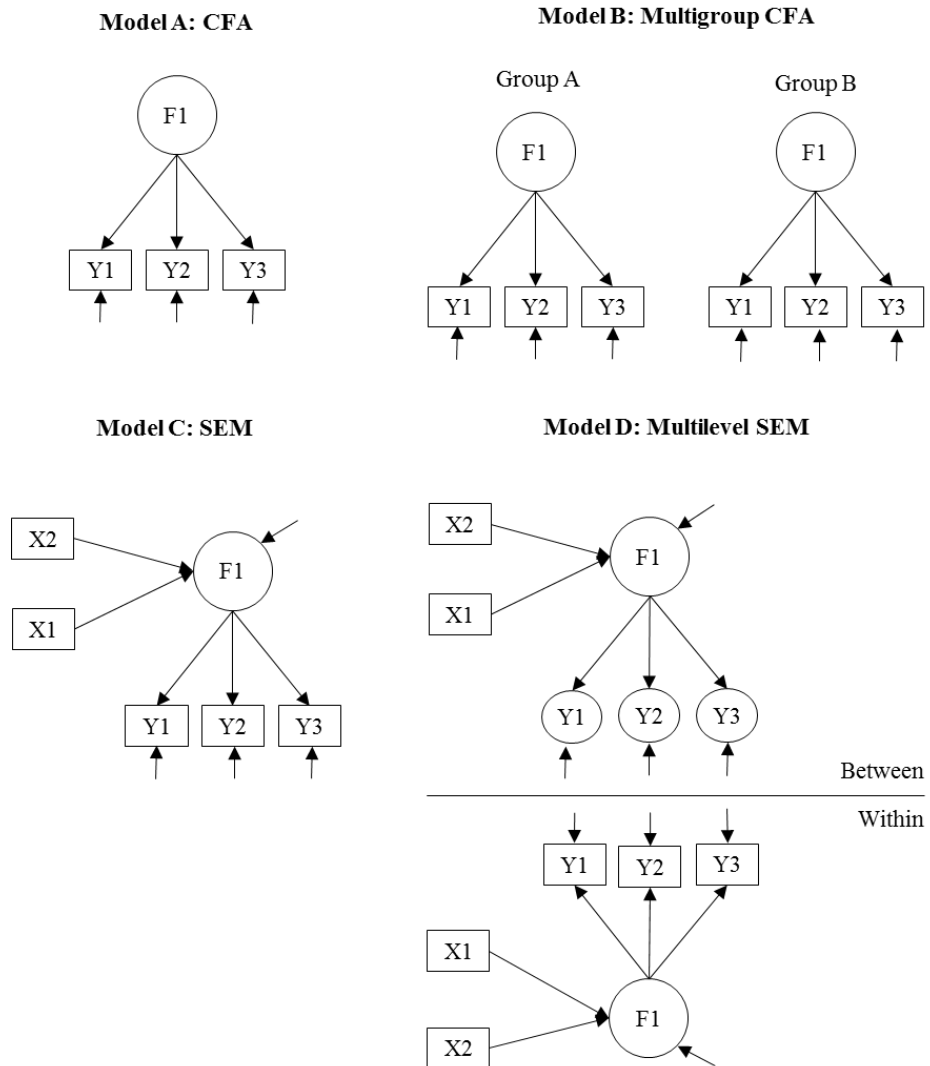 Model A: CFA
F1
Y1 Y2 Y3
Model B: Multigroup CFA
Group A
F1
Y1 Y2 Y3
Group B
F1
Y1 Y2 Y3
Model C: SEM
X2
F1
X1
Y1 Y2 Y3
Model D: Multilevel SEM
X2
F1
X1
Y1 Y2 Y3
Between
Within
Y1 Y2 Y3
X1
F1
X2